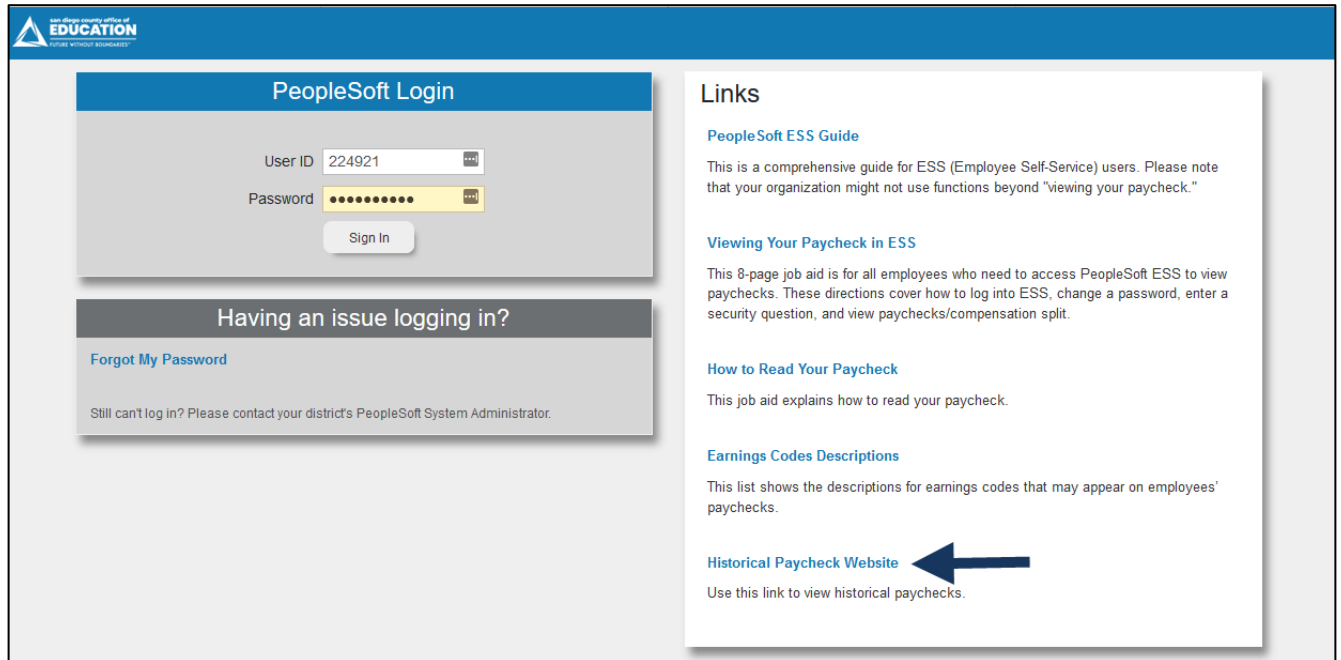 san diego county office of
EDUCATION
FUTURE WITHOUT BOUNDARIES™
PeopleSoft Login
User ID 224921
Password ●●●●●●●●●●
Sign In
Having an issue logging in?
Forgot My Password
Still can't log in? Please contact your district's PeopleSoft System Administrator.
Links
PeopleSoft ESS Guide
This is a comprehensive guide for ESS (Employee Self-Service) users. Please note
that your organization might not use functions beyond "viewing your paycheck."
Viewing Your Paycheck in ESS
This 8-page job aid is for all employees who need to access PeopleSoft ESS to view
paychecks. These directions cover how to log into ESS, change a password, enter a
security question, and view paychecks/compensation split.
How to Read Your Paycheck
This job aid explains how to read your paycheck.
Earnings Codes Descriptions
This list shows the descriptions for earnings codes that may appear on employees'
paychecks.
Historical Paycheck Website
Use this link to view historical paychecks.